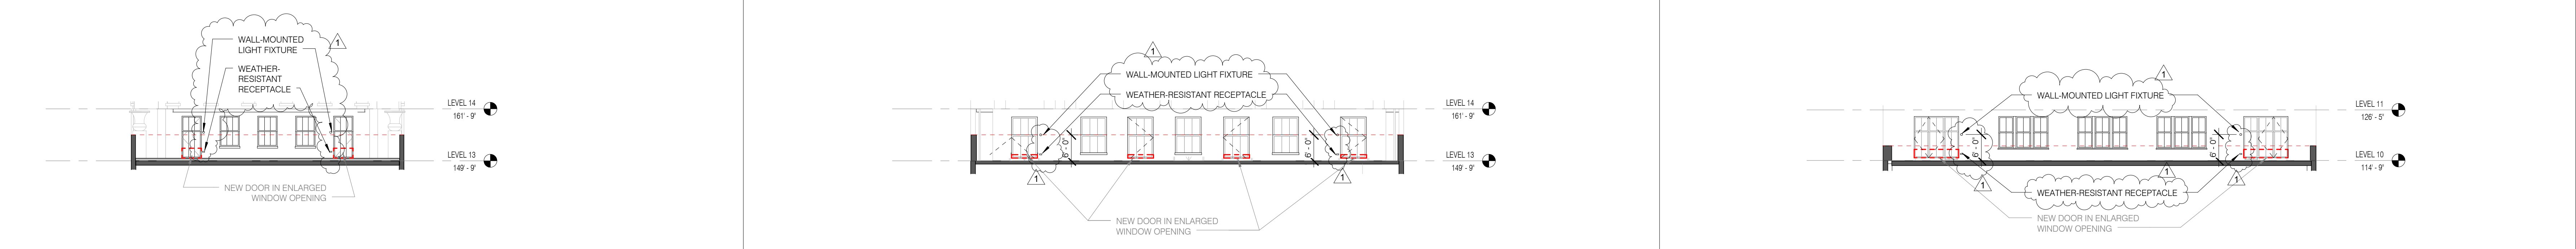 WALL-MOUNTED
LIGHT FIXTURE
1
WEATHER-
RESISTANT
RECEPTACLE
LEVEL 14
161' - 9"
LEVEL 13
149' - 9"
NEW DOOR IN ENLARGED
WINDOW OPENING
1
WALL-MOUNTED LIGHT FIXTURE
WEATHER-RESISTANT RECEPTACLE
LEVEL 14
161' - 9"
6' - 0"
6' - 0"
LEVEL 13
149' - 9"
1
1
NEW DOOR IN ENLARGED
WINDOW OPENING
1
WALL-MOUNTED LIGHT FIXTURE
LEVEL 11
126' - 5"
6' - 0"
6' - 0"
LEVEL 10
114' - 9"
1
1
1
WEATHER-RESISTANT RECEPTACLE
NEW DOOR IN ENLARGED
WINDOW OPENING